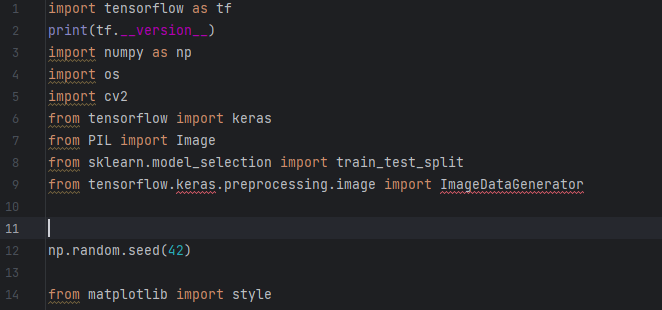 1 import tensorflow as tf
2 print(tf.__version__)
3 import numpy as np
4 import os
5 import cv2
6 from tensorflow import keras
7 from PIL import Image
8 from sklearn.model_selection import train_test_split
9 from tensorflow.keras.preprocessing.image import ImageDataGenerator
10
11
12 np.random.seed(42)
13
14 from matplotlib import style